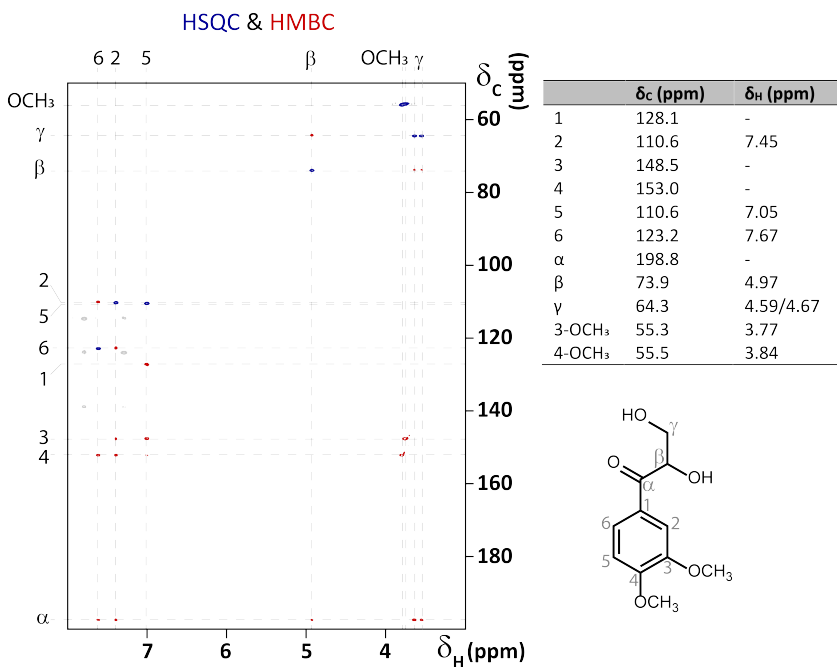 HSQC & HMBC
6 2 5 β OCH₃ γ
δC (ppm)
OCH₃
γ
β
2
5
6
1
3
4
α
60
80
100
120
140
160
180
7 6 5 4 δH (ppm)
δC (ppm) δH (ppm)
1 128.1 -
2 110.6 7.45
3 148.5 -
4 153.0 -
5 110.6 7.05
6 123.2 7.67
α 198.8 -
β 73.9 4.97
γ 64.3 4.59/4.67
3-OCH₃ 55.3 3.77
4-OCH₃ 55.5 3.84
HO
γ
β
O
OH
α
1
6 2
5 3
4 OCH₃
OCH₃